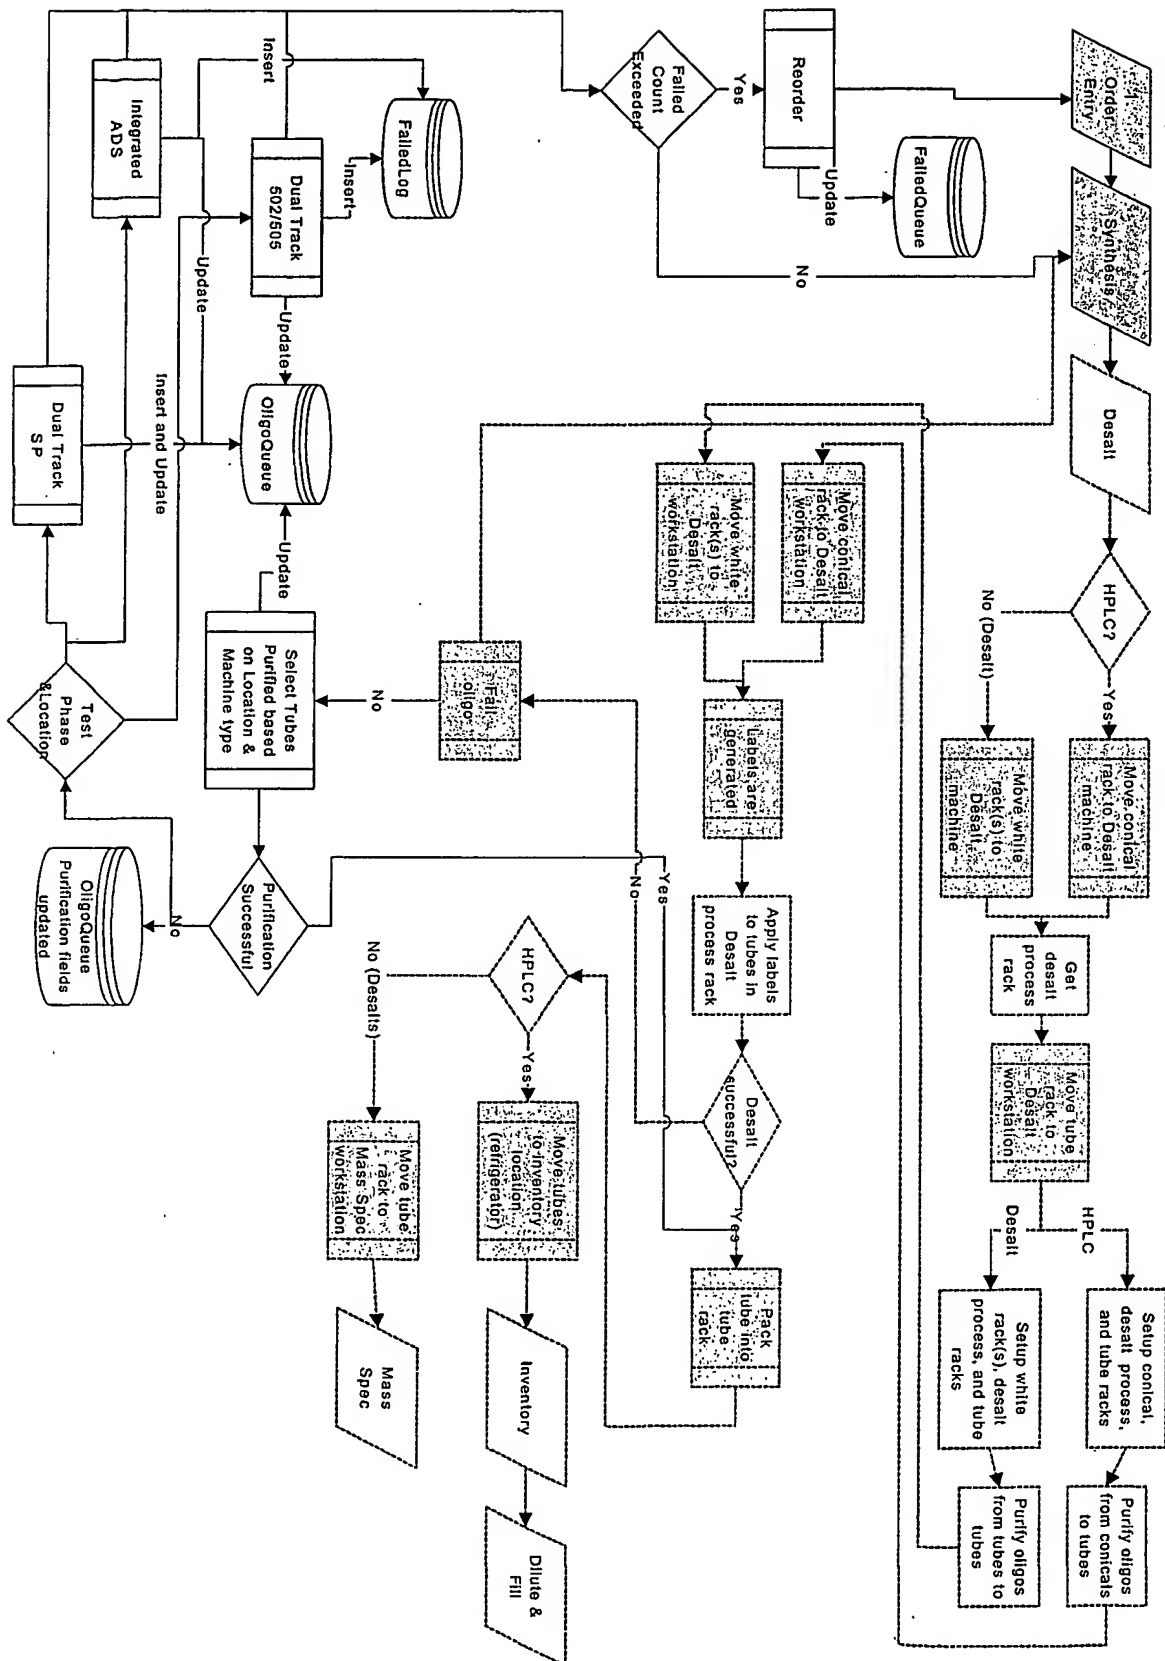 1
Order
Entry
Synthesis
Desalt
HPLC?
No (Desalt)
Yes
Move conical
rack to Desalt
machine
Move white
rack(s) to
Desalt
machine
Get
desalt
process
rack
Move tube
rack to
Desalt
workstation
HPLC
Desalt
Setup conical,
desalt process,
and tube racks
Setup white
rack(s), desalt
process, and tube
racks
Purify oligos
from conicals
to tubes
Purify oligos
from tubes to
tubes
Reorder
Update
FailedQueue
Yes
Failed
Count
Exceeded
No
Move conical
rack to Desalt
workstation
Move white
rack(s) to
Desalt
workstation
Labels are
generated
Apply labels
to tubes in
Desalt
process rack
Desalt
successful?
Yes
No
Yes
Pack
tube into
tube
rack
FailedLog
Insert
Insert
Integrated
ADS
Dual Track
502/505
Update
Update
OligoQueue
Update
Insert and Update
Dual Track
SP
Fail
oligo
No
Select Tubes
Purified based
on Location &
Machine type
Purification
Successful
No
Test
Phase
&Location
OligoQueue
Purification fields
updated
HPLC?
No (Desalts)
Yes
Move tubes
to inventory
location
(refrigerator)
Move tube
rack to
Mass Spec
workstation
Inventory
Mass
Spec
Dilute &
Fill